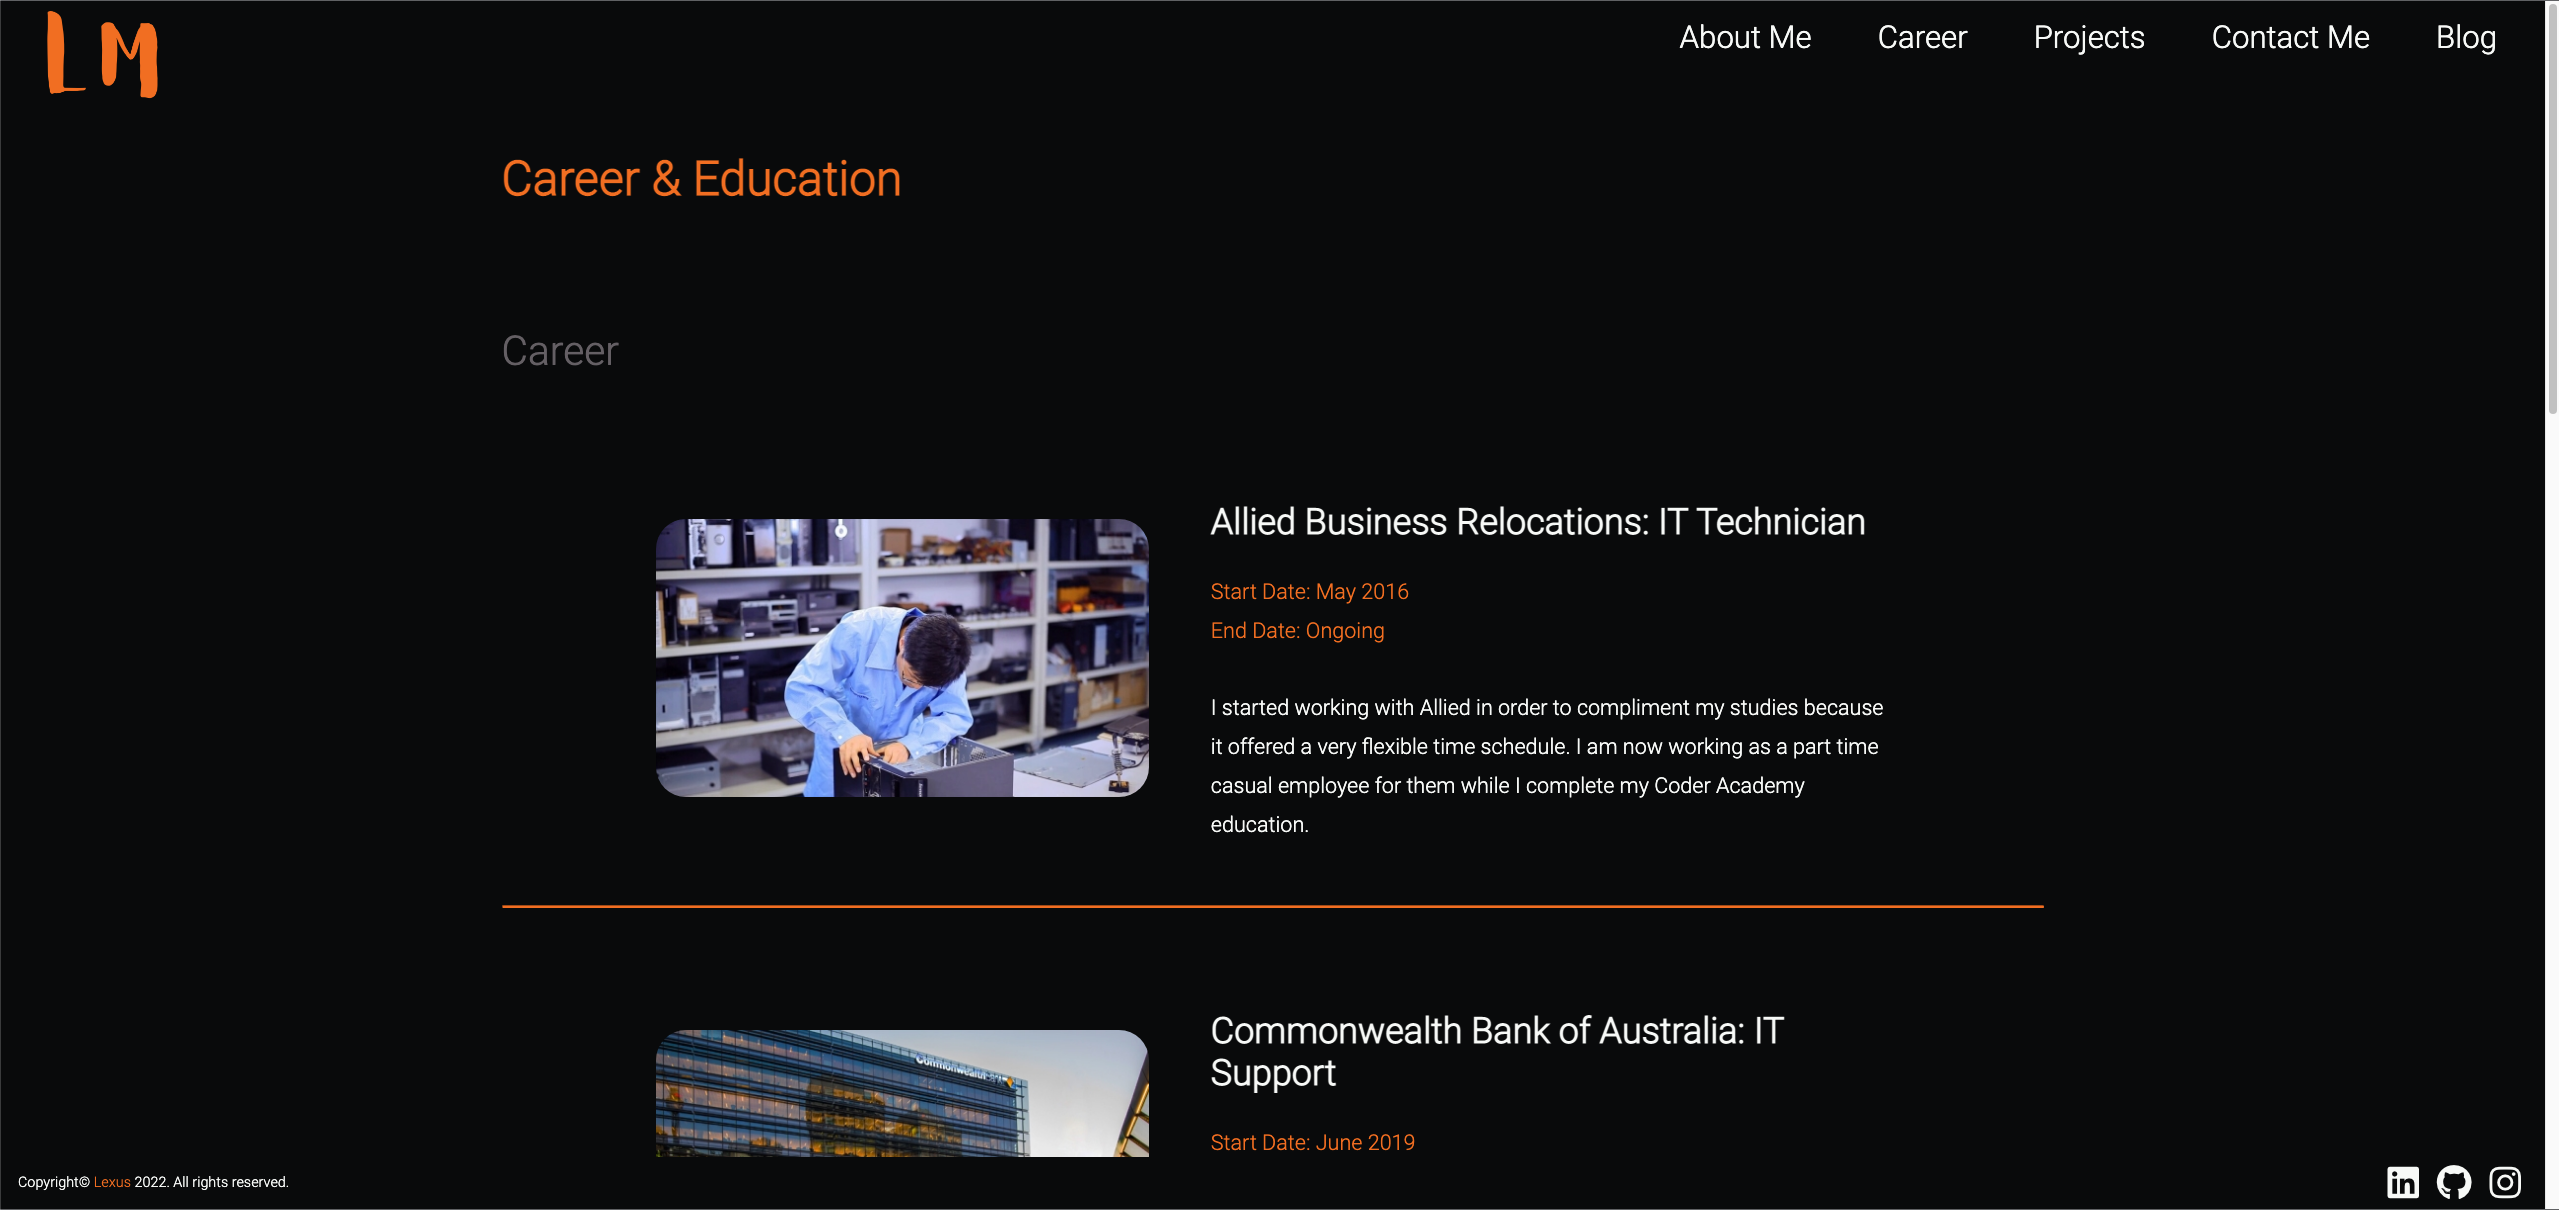 LM
About Me
Career
Projects
Contact Me
Blog
Career & Education
Career
Allied Business Relocations: IT Technician
Start Date: May 2016
End Date: Ongoing
I started working with Allied in order to compliment my studies because
it offered a very flexible time schedule. I am now working as a part time
casual employee for them while I complete my Coder Academy
education.
Commonwealth Bank of Australia: IT
Support
Start Date: June 2019
Copyright© Lexus 2022. All rights reserved.